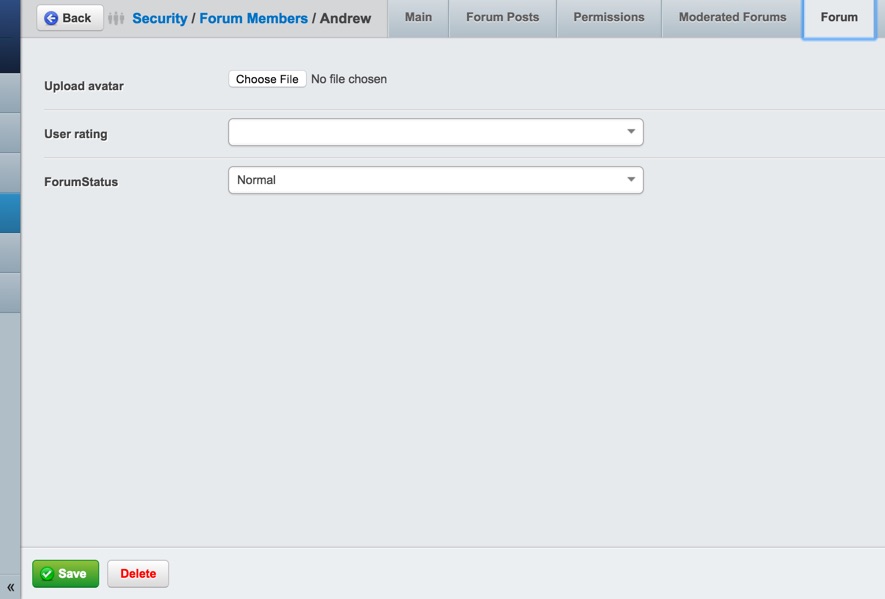 Back Security / Forum Members / Andrew Main Forum Posts Permissions Moderated Forums Forum
Upload avatar Choose File No file chosen
User rating
ForumStatus Normal
Save Delete
«